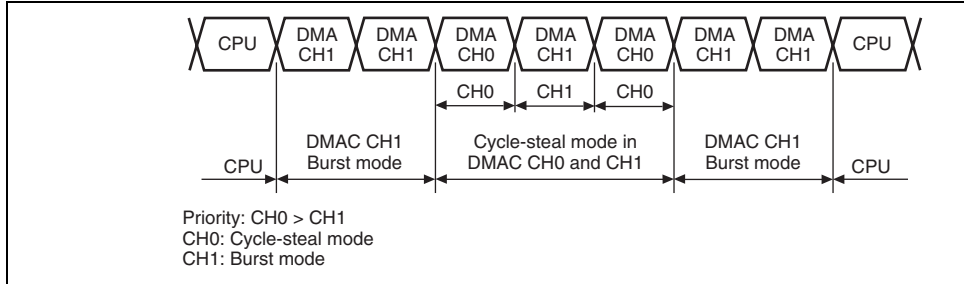 CPU DMA CH1 DMA CH1 DMA CH0 DMA CH1 DMA CH0 DMA CH1 DMA CH1 CPU
CH0 CH1 CH0
CPU DMAC CH1 Burst mode Cycle-steal mode in DMAC CH0 and CH1 DMAC CH1 Burst mode CPU
Priority: CH0 > CH1
CH0: Cycle-steal mode
CH1: Burst mode